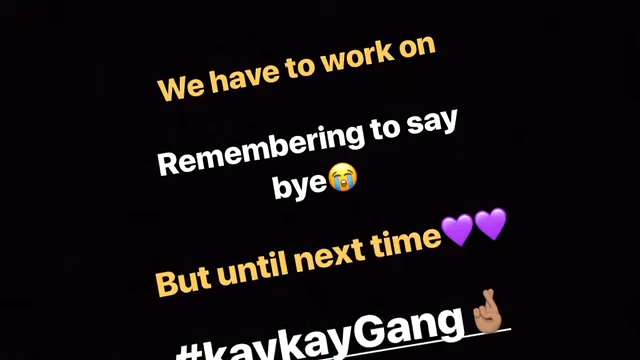 We have to work on
Remembering to say
bye😭
But until next time💜💜
#kaykayGang🤞🏽